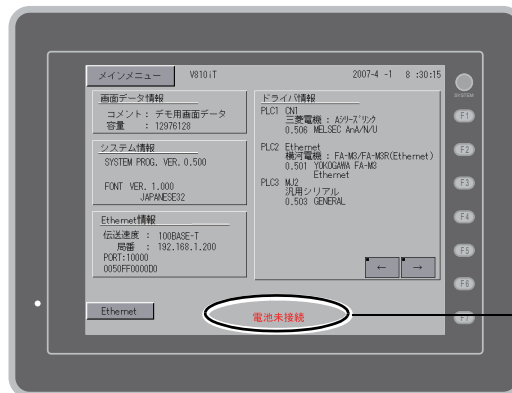 メインメニュー V810iT 2007-4 -1 8 :30:15
SYSTEM
画面データ情報
コメント : デモ用画面データ
容量 : 12976128
システム情報
SYSTEM PROG. VER. 0.500
FONT VER. 1.000
JAPANESE32
Ethernet情報
伝送速度 : 100BASE-T
局番 : 192.168.1.200
PORT:10000
0050FF0000D0
ドライバ情報
PLC1 CN1
三菱電機 : Aシリーズリンク
0.506 MELSEC AnA/N/U
PLC2 Ethernet
横河電機 : FA-M3/FA-M3R(Ethernet)
0.501 YOKOGAWA FA-M3
Ethernet
PLC3 MJ2
汎用シリアル
0.503 GENERAL
← →
Ethernet
電池未接続
F1
F2
F3
F4
F5
F6
F7